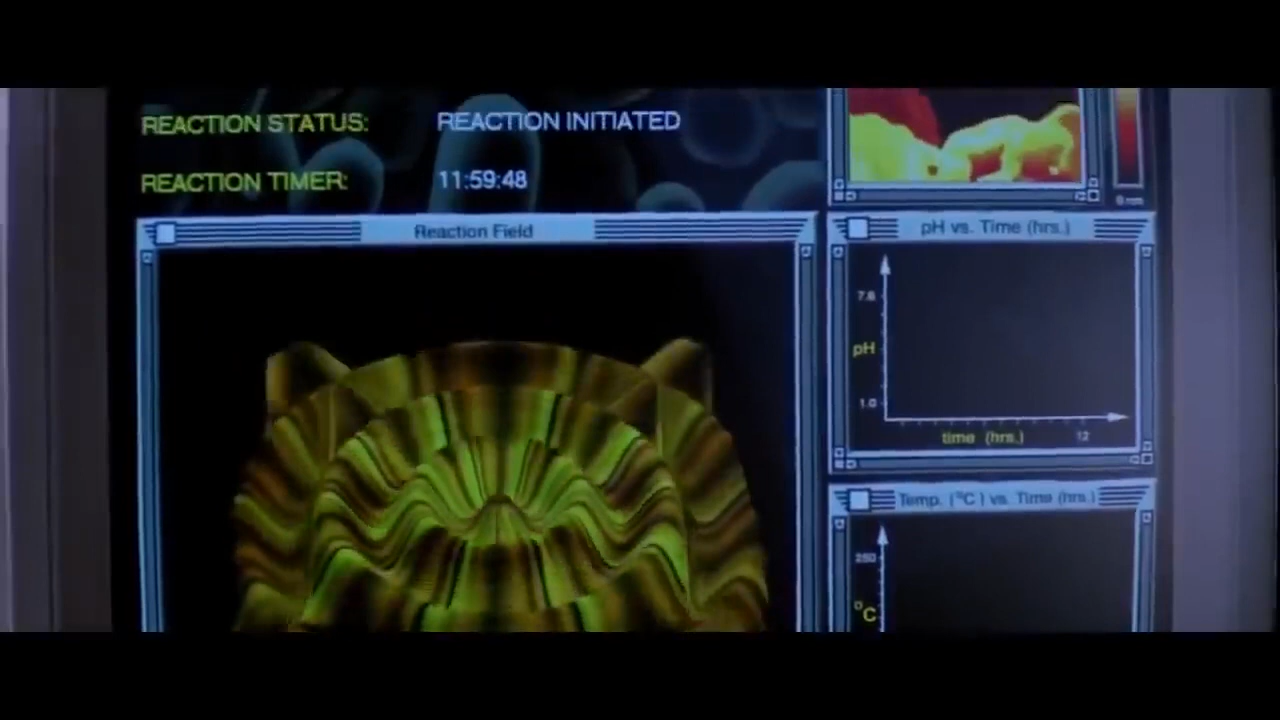 REACTION STATUS: REACTION INITIATED
REACTION TIMER: 11:59:48
Reaction Field
pH vs. Time (hrs.)
7.6
pH
1.0
time (hrs.)
12
Temp. (°C) vs. Time (hrs.)
250
°C